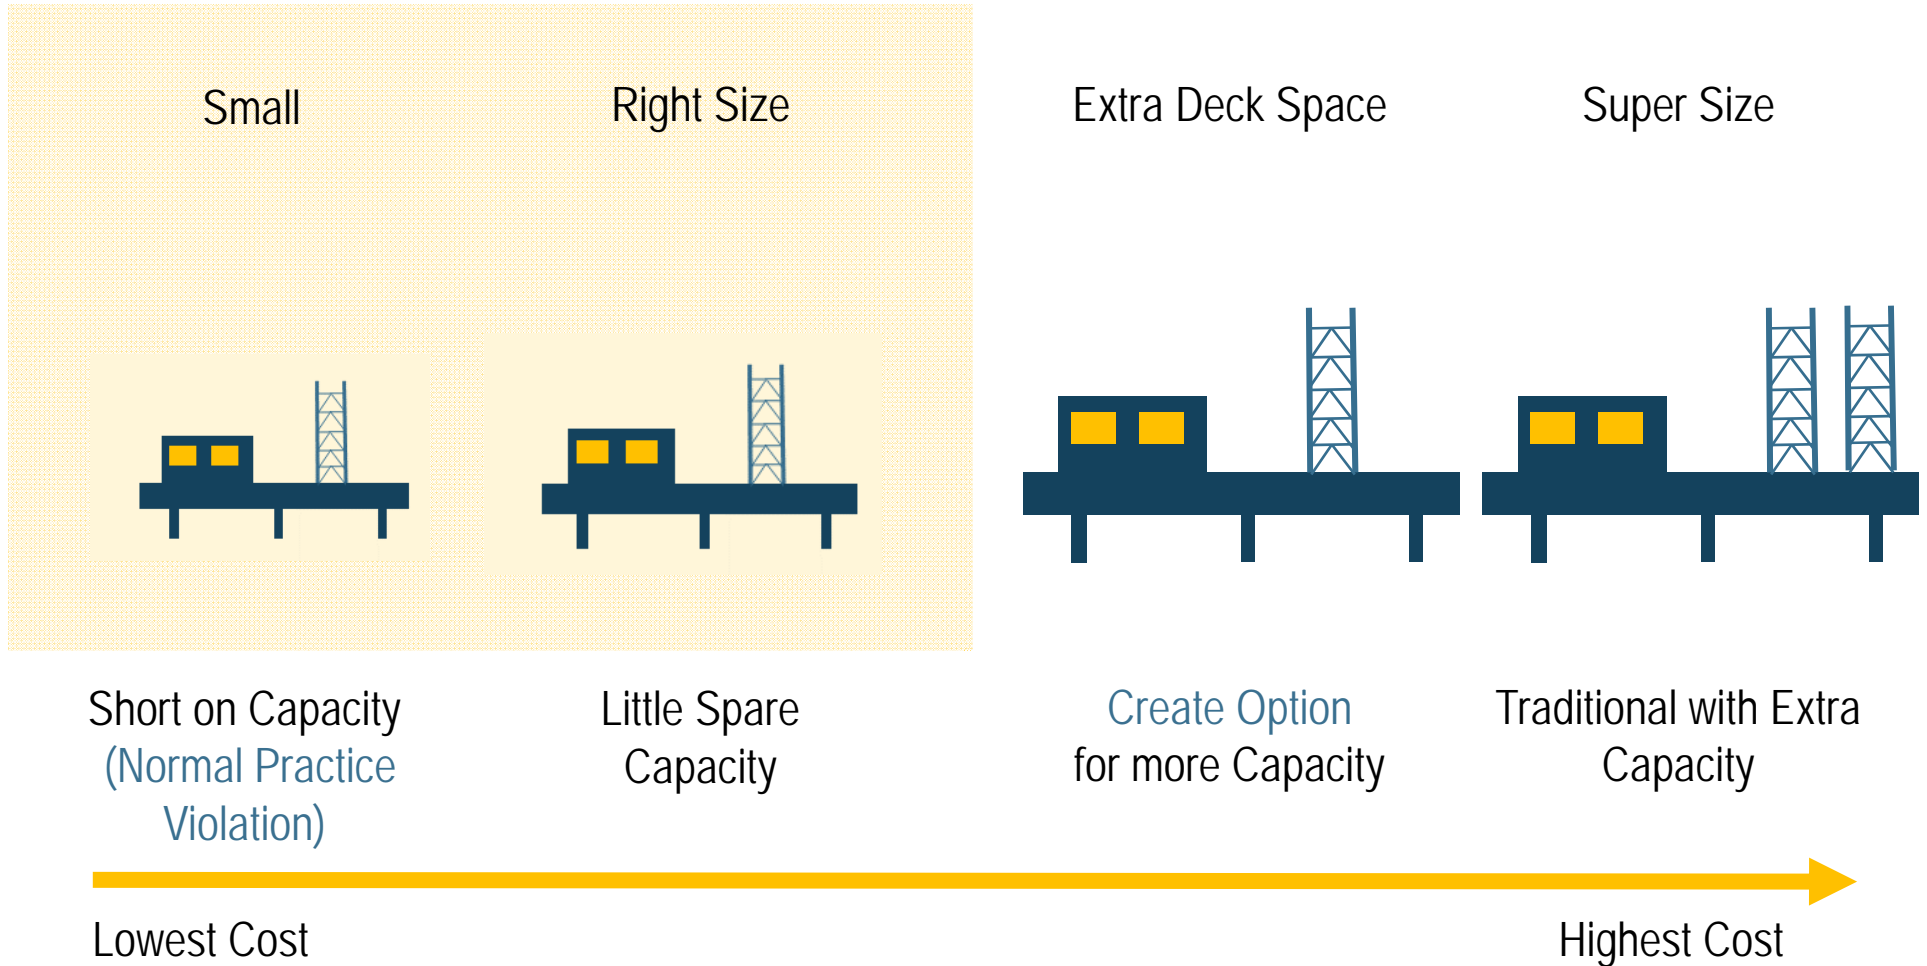 Small
Right Size
Extra Deck Space
Super Size
Short on Capacity
(Normal Practice
Violation)
Little Spare
Capacity
Create Option
for more Capacity
Traditional with Extra
Capacity
Lowest Cost
Highest Cost